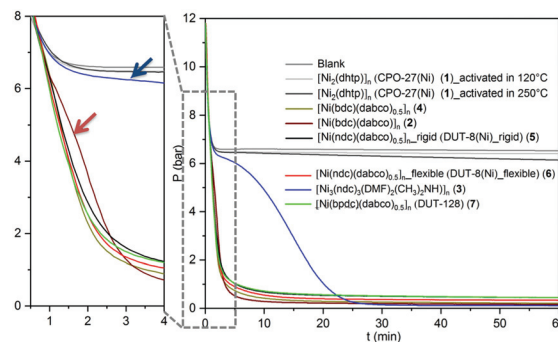 8
6
4
2
0
1
2
3
4
12
10
8
6
4
2
0
P (bar)
0
10
20
30
40
50
60
t (min)
Blank
[Ni₂(dhtp)]ₙ (CPO-27(Ni) (1)_activated in 120°C
[Ni₂(dhtp)]ₙ (CPO-27(Ni) (1)_activated in 250°C
[Ni(bdc)(dabco)₀.₅]ₙ (4)
[Ni(bdc)(dabco)]ₙ (2)
[Ni(ndc)(dabco)₀.₅]ₙ_rigid (DUT-8(Ni)_rigid) (5)
[Ni(ndc)(dabco)₀.₅]ₙ_flexible (DUT-8(Ni)_flexible) (6)
[Ni₃(ndc)₃(DMF)₂(CH₃)₂NH)]ₙ (3)
[Ni(bpdc)(dabco)₀.₅]ₙ (DUT-128) (7)